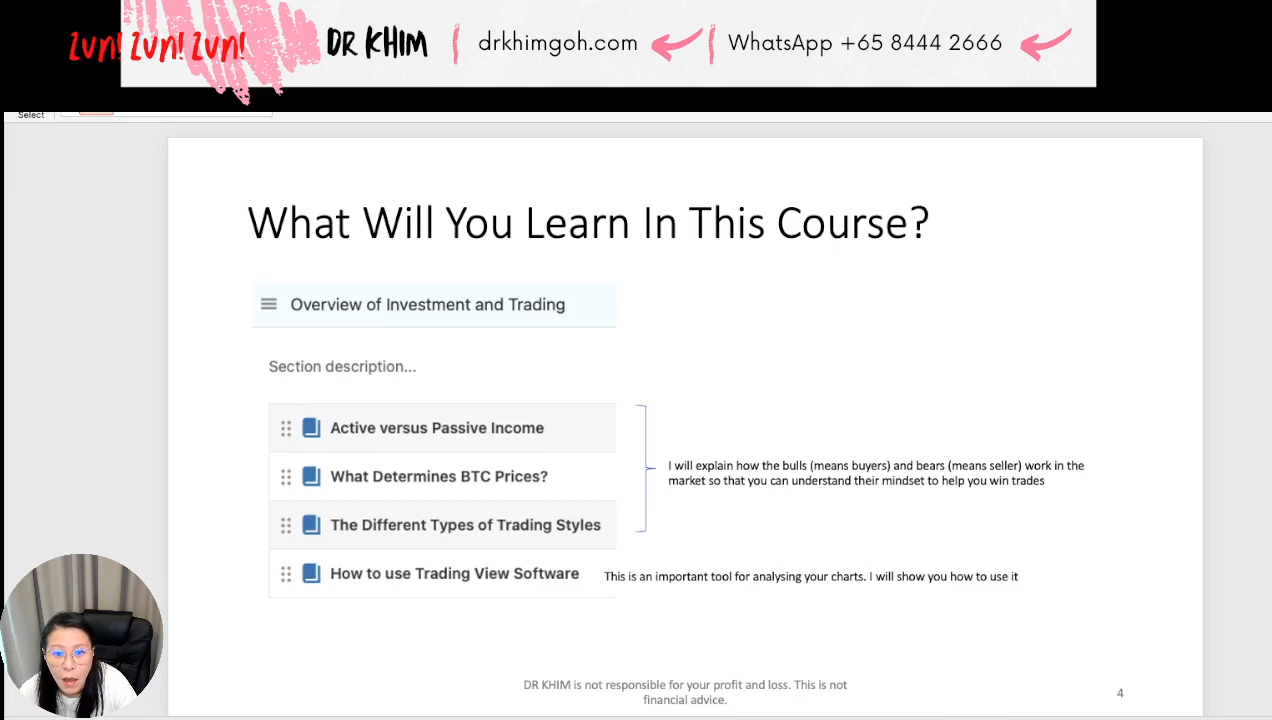 Zun! Zun! Zun! DR KHIM drkhimgoh.com WhatsApp +65 8444 2666
Select
What Will You Learn In This Course?
Overview of Investment and Trading
Section description...
Active versus Passive Income
What Determines BTC Prices?
The Different Types of Trading Styles
I will explain how the bulls (means buyers) and bears (means seller) work in the
market so that you can understand their mindset to help you win trades
How to use Trading View Software
This is an important tool for analysing your charts. I will show you how to use it
DR KHIM is not responsible for your profit and loss. This is not
financial advice.
4